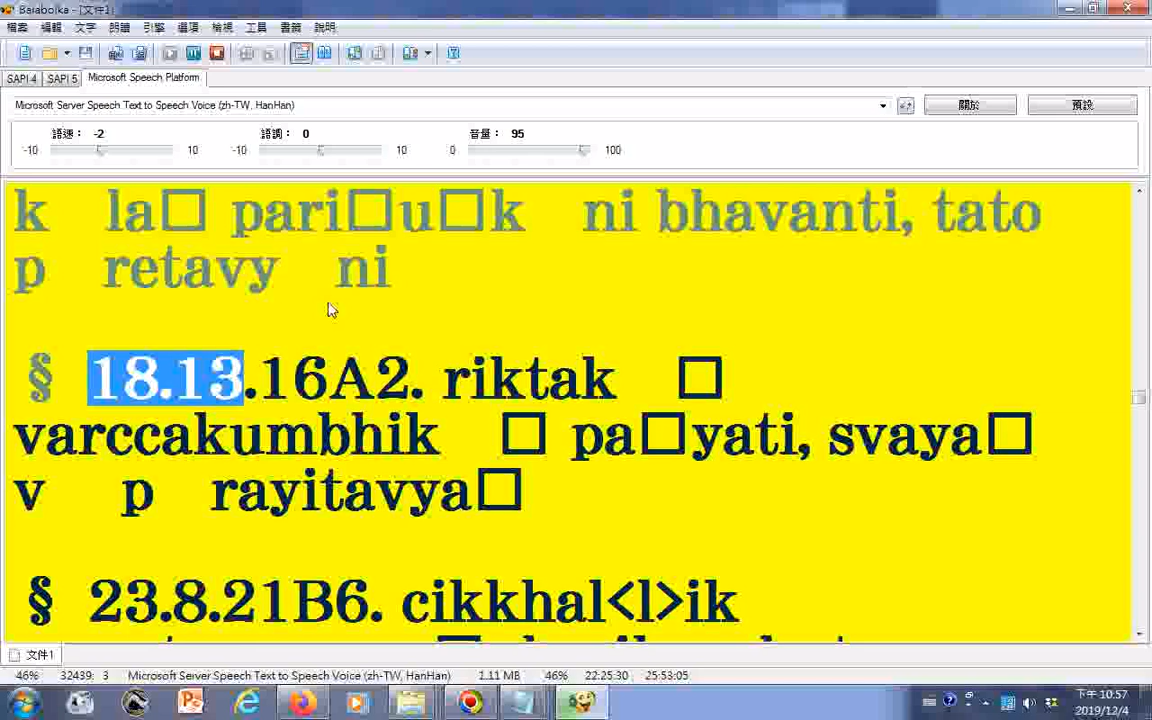 Balabolka - [文件1]
檔案 編輯 文字 朗讀 引擎 選項 檢視 工具 書籤 說明
SAPI 4 SAPI 5 Microsoft Speech Platform
Microsoft Server Speech Text to Speech Voice (zh-TW, HanHan) 關於 預設
語速： -2 語調： 0 音量： 95
-10 10 -10 10 0 100
k la□ pari□u□k ni bhavanti, tato
p retavy ni
§ 18.13.16A2. riktak □
varccakumbhik □ pa□yati, svaya□
v p rayitavya□
§ 23.8.21B6. cikkhal<l>ik
文件1
46% 32439: 3 Microsoft Server Speech Text to Speech Voice (zh-TW, HanHan) 1.11 MB 46% 22:25:30 25:53:05
下午 10:57
2019/12/4